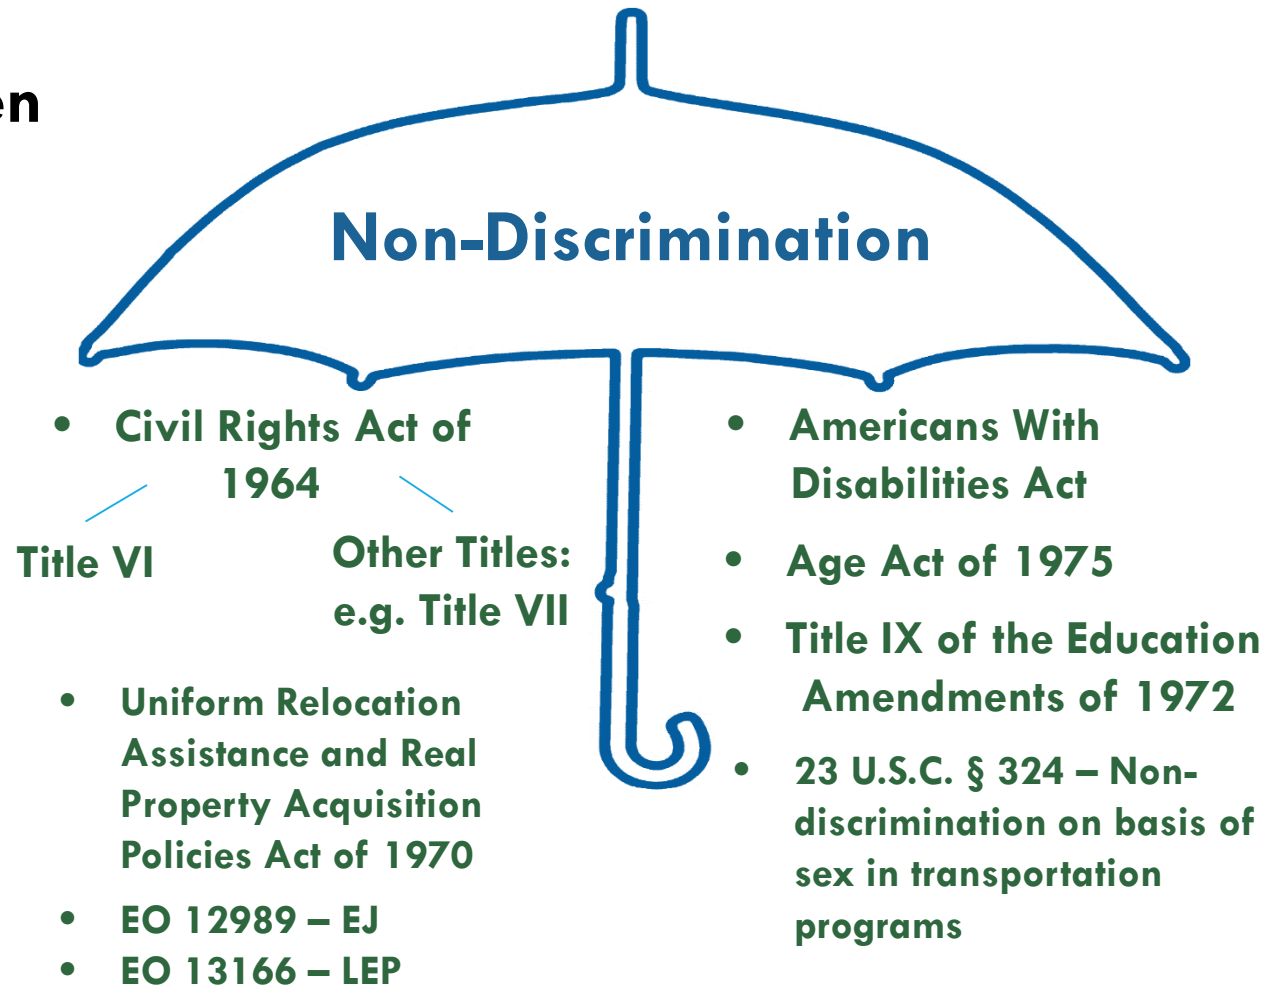 en
Non-Discrimination
• Civil Rights Act of
1964
Title VI
Other Titles:
e.g. Title VII
• Uniform Relocation
Assistance and Real
Property Acquisition
Policies Act of 1970
• EO 12989 – EJ
• EO 13166 – LEP
• Americans With
Disabilities Act
• Age Act of 1975
• Title IX of the Education
Amendments of 1972
• 23 U.S.C. § 324 – Non-
discrimination on basis of
sex in transportation
programs